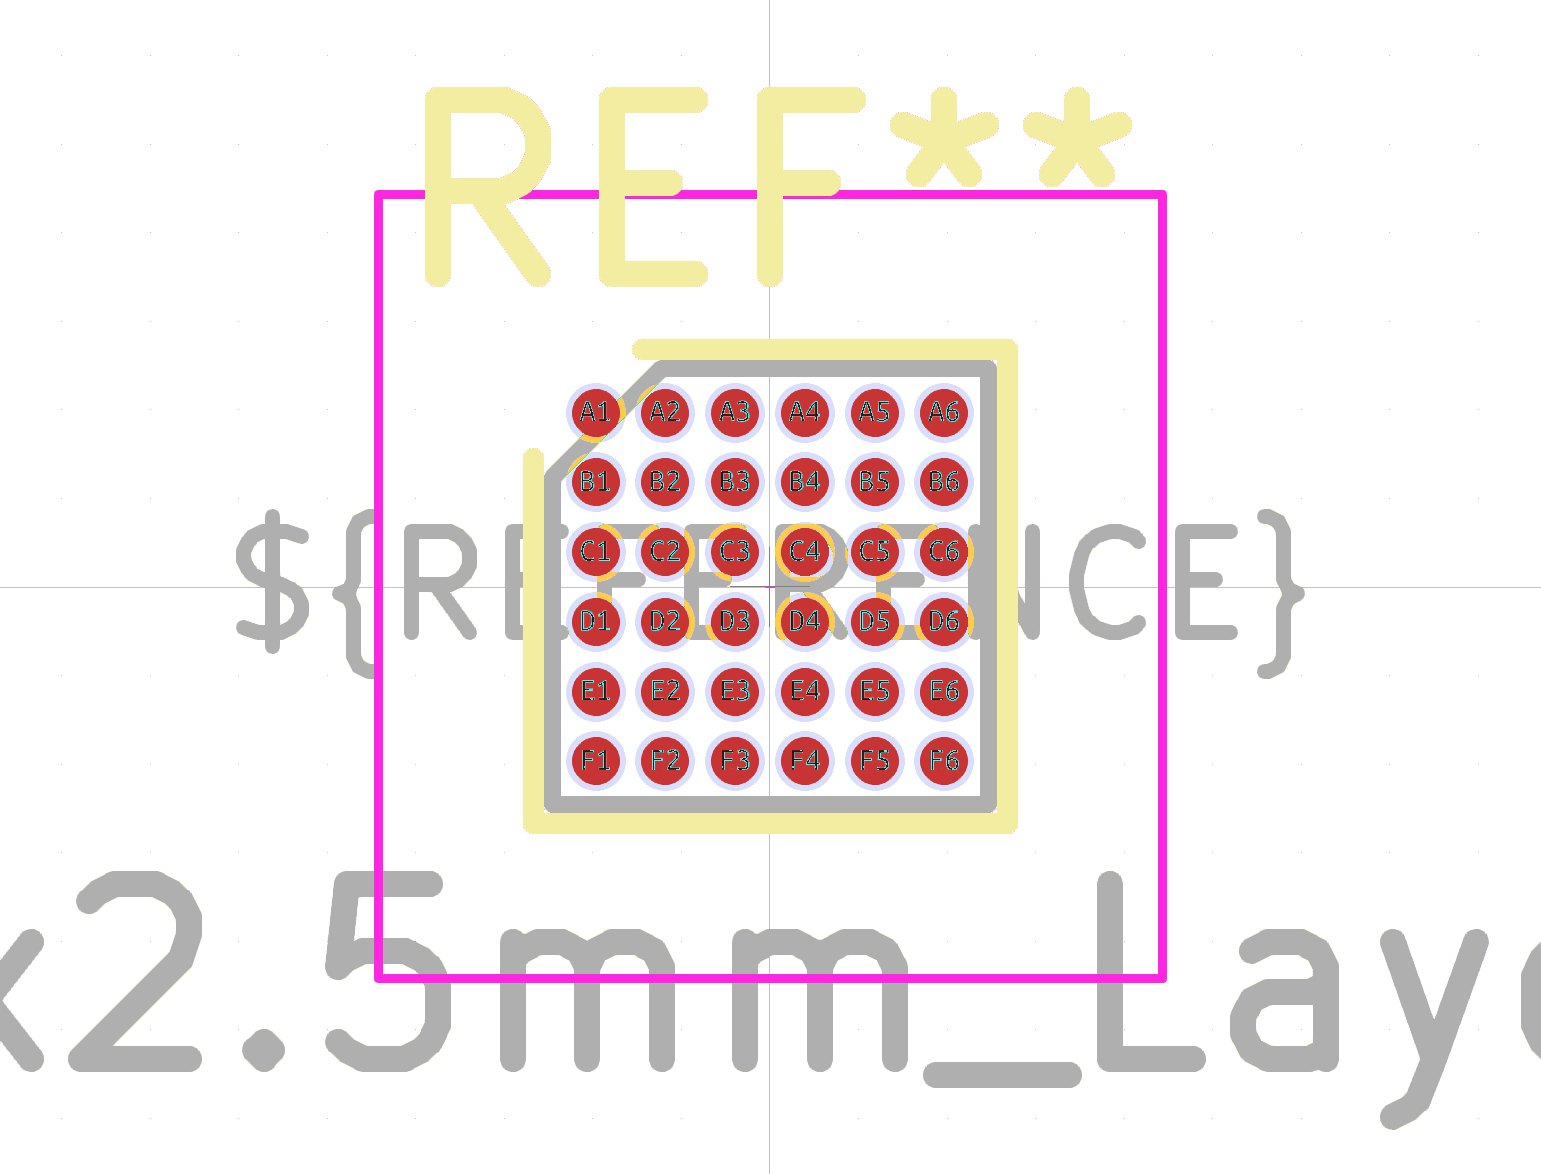 REF**
A1 A2 A3 A4 A5 A6
B1 B2 B3 B4 B5 B6
${REFERENCE}
C1 C2 C3 C4 C5 C6
D1 D2 D3 D4 D5 D6
E1 E2 E3 E4 E5 E6
F1 F2 F3 F4 F5 F6
x2.5mm_Lay